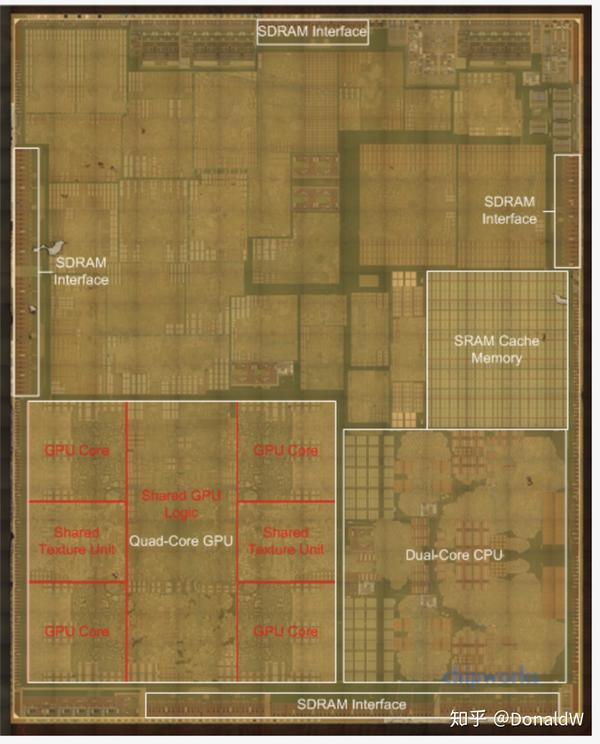 SDRAM Interface
SDRAM
Interface
SDRAM
Interface
SRAM Cache
Memory
GPU Core
GPU Core
Shared GPU
Logic
Shared
Texture Unit
Quad-Core GPU
Shared
Texture Unit
Dual-Core CPU
GPU Core
GPU Core
chipworks
SDRAM Interface
知乎 @DonaldW